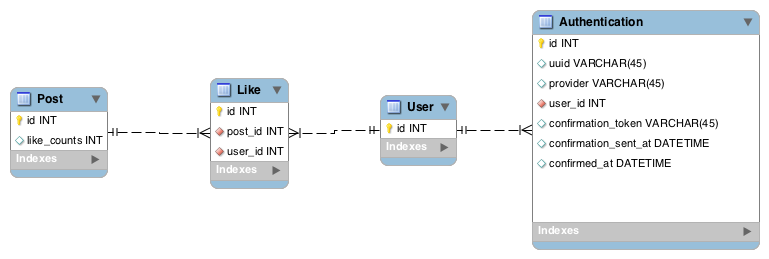 Post
id INT
like_counts INT
Indexes
Like
id INT
post_id INT
user_id INT
Indexes
User
id INT
Indexes
Authentication
id INT
uuid VARCHAR(45)
provider VARCHAR(45)
user_id INT
confirmation_token VARCHAR(45)
confirmation_sent_at DATETIME
confirmed_at DATETIME
Indexes